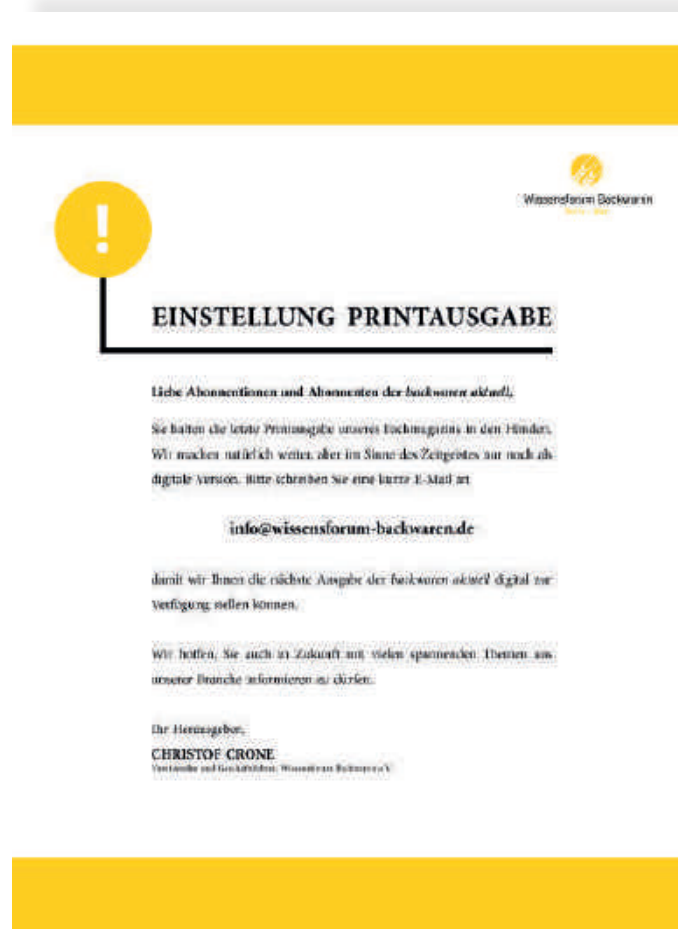 !
Wissensforum Backwaren
EINSTELLUNG PRINTAUSGABE
Liebe Abonnentinnen und Abonnenten der backwaren aktuell,
Sie halten die letzte Printausgabe unseres Fachmagazins in den Händen.
Wir machen natürlich weiter, aber im Sinne des Zeitgeistes nur noch als
digitale Version. Bitte schreiben Sie eine kurze E-Mail an
info@wissensforum-backwaren.de
damit wir Ihnen die nächste Ausgabe der backwaren aktuell digital zur
Verfügung stellen können.
Wir hoffen, Sie auch in Zukunft mit vielen spannenden Themen aus
unserer Branche informieren zu dürfen.
Ihr Herausgeber,
CHRISTOF CRONE
Wissensforum Backwaren e.V.